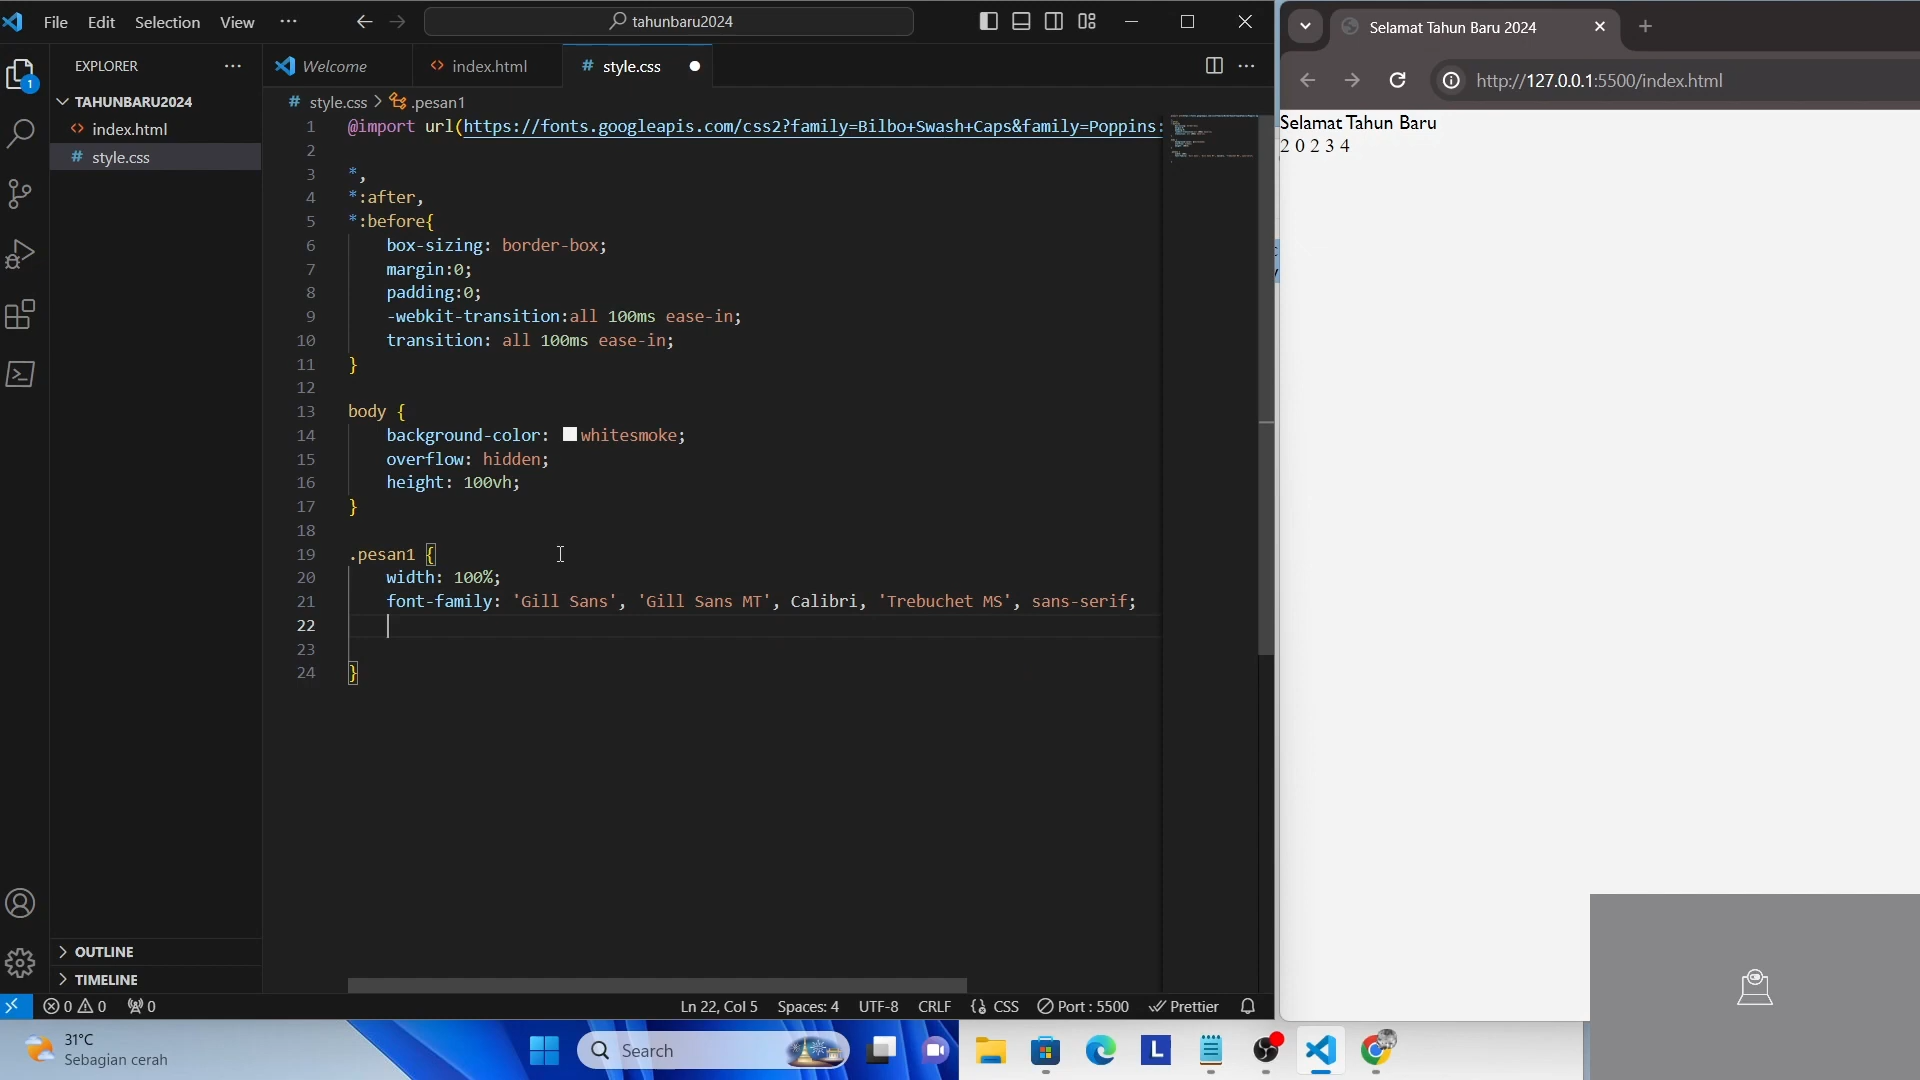 File Edit Selection View ··· tahunbaru2024
EXPLORER ···
Welcome index.html style.css
Selamat Tahun Baru 2024
http://127.0.0.1:5500/index.html
TAHUNBARU2024
index.html
style.css
OUTLINE
TIMELINE
1
style.css > .pesan1
1 @import url(https://fonts.googleapis.com/css2?family=Bilbo+Swash+Caps&family=Poppins:
2
3 *,
4 *:after,
5 *:before{
6 box-sizing: border-box;
7 margin:0;
8 padding:0;
9 -webkit-transition:all 100ms ease-in;
10 transition: all 100ms ease-in;
11 }
12
13 body {
14 background-color: whitesmoke;
15 overflow: hidden;
16 height: 100vh;
17 }
18
19 .pesan1 {
20 width: 100%;
21 font-family: 'Gill Sans', 'Gill Sans MT', Calibri, 'Trebuchet MS', sans-serif;
22
23
24 }
Selamat Tahun Baru
2 0 2 3 4
0 0 0 Ln 22, Col 5 Spaces: 4 UTF-8 CRLF {} CSS Port : 5500 Prettier
31°C
Sebagian cerah
Search